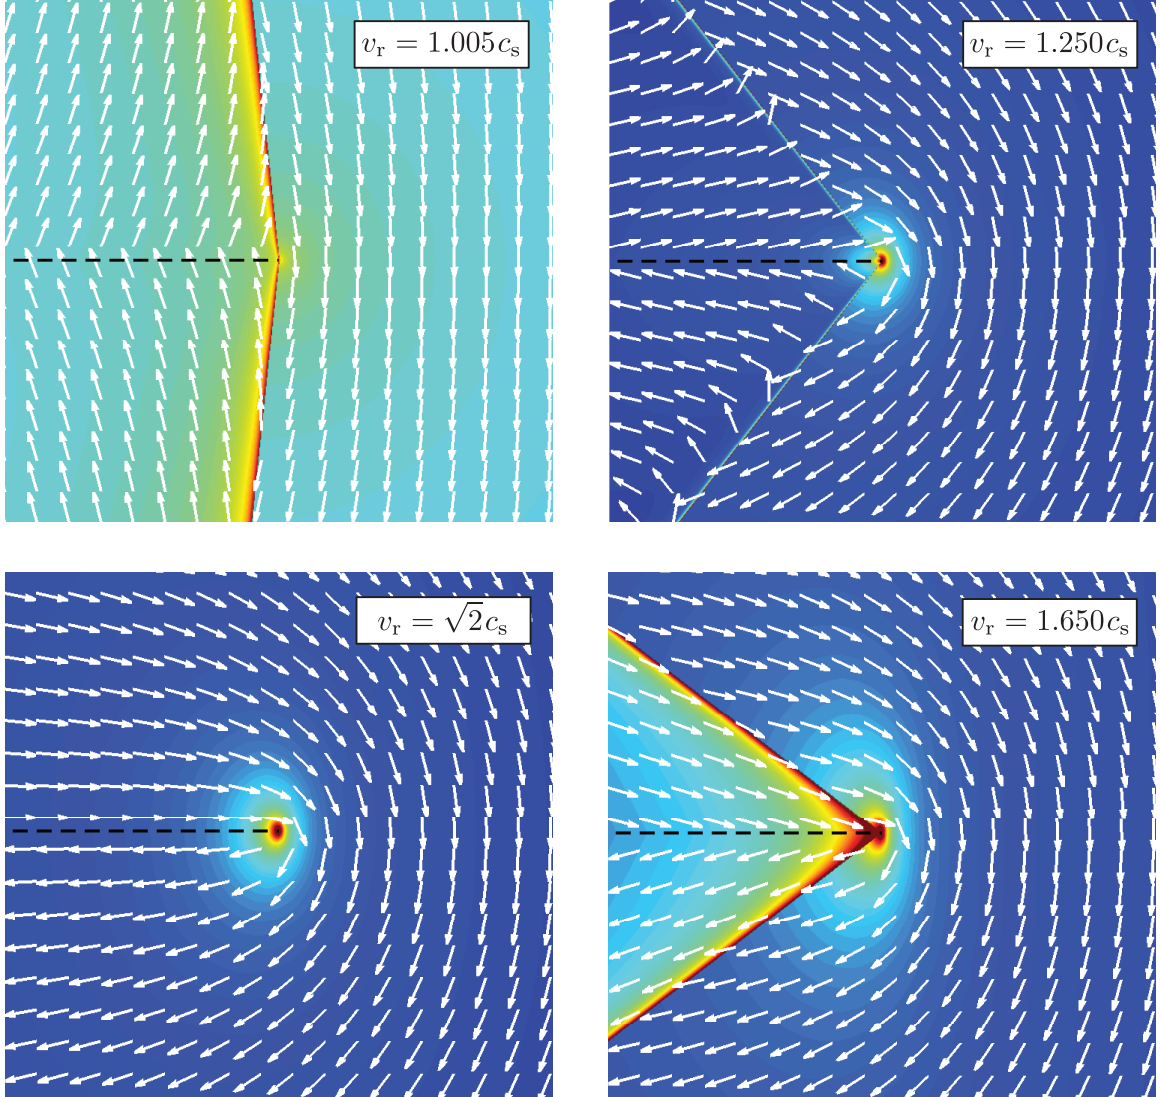 v_r = 1.005c_s
v_r = 1.250c_s
v_r = √2c_s
v_r = 1.650c_s